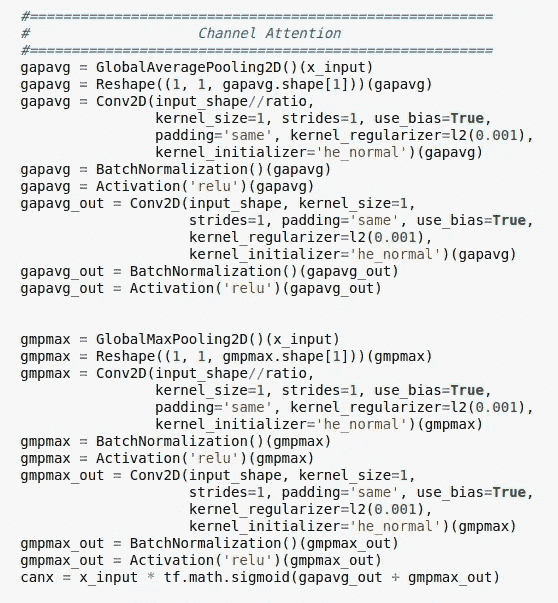 #=======================================================
#                    Channel Attention
#=======================================================
gapavg = GlobalAveragePooling2D()(x_input)
gapavg = Reshape((1, 1, gapavg.shape[1]))(gapavg)
gapavg = Conv2D(input_shape//ratio,
                kernel_size=1, strides=1, use_bias=True,
                padding='same', kernel_regularizer=l2(0.001),
                kernel_initializer='he_normal')(gapavg)
gapavg = BatchNormalization()(gapavg)
gapavg = Activation('relu')(gapavg)
gapavg_out = Conv2D(input_shape, kernel_size=1,
                    strides=1, padding='same', use_bias=True,
                    kernel_regularizer=l2(0.001),
                    kernel_initializer='he_normal')(gapavg)
gapavg_out = BatchNormalization()(gapavg_out)
gapavg_out = Activation('relu')(gapavg_out)
gmpmax = GlobalMaxPooling2D()(x_input)
gmpmax = Reshape((1, 1, gmpmax.shape[1]))(gmpmax)
gmpmax = Conv2D(input_shape//ratio,
                kernel_size=1, strides=1, use_bias=True,
                padding='same', kernel_regularizer=l2(0.001),
                kernel_initializer='he_normal')(gmpmax)
gmpmax = BatchNormalization()(gmpmax)
gmpmax = Activation('relu')(gmpmax)
gmpmax_out = Conv2D(input_shape, kernel_size=1,
                    strides=1, padding='same', use_bias=True,
                    kernel_regularizer=l2(0.001),
                    kernel_initializer='he_normal')(gmpmax)
gmpmax_out = BatchNormalization()(gmpmax_out)
gmpmax_out = Activation('relu')(gmpmax_out)
canx = x_input * tf.math.sigmoid(gapavg_out + gmpmax_out)